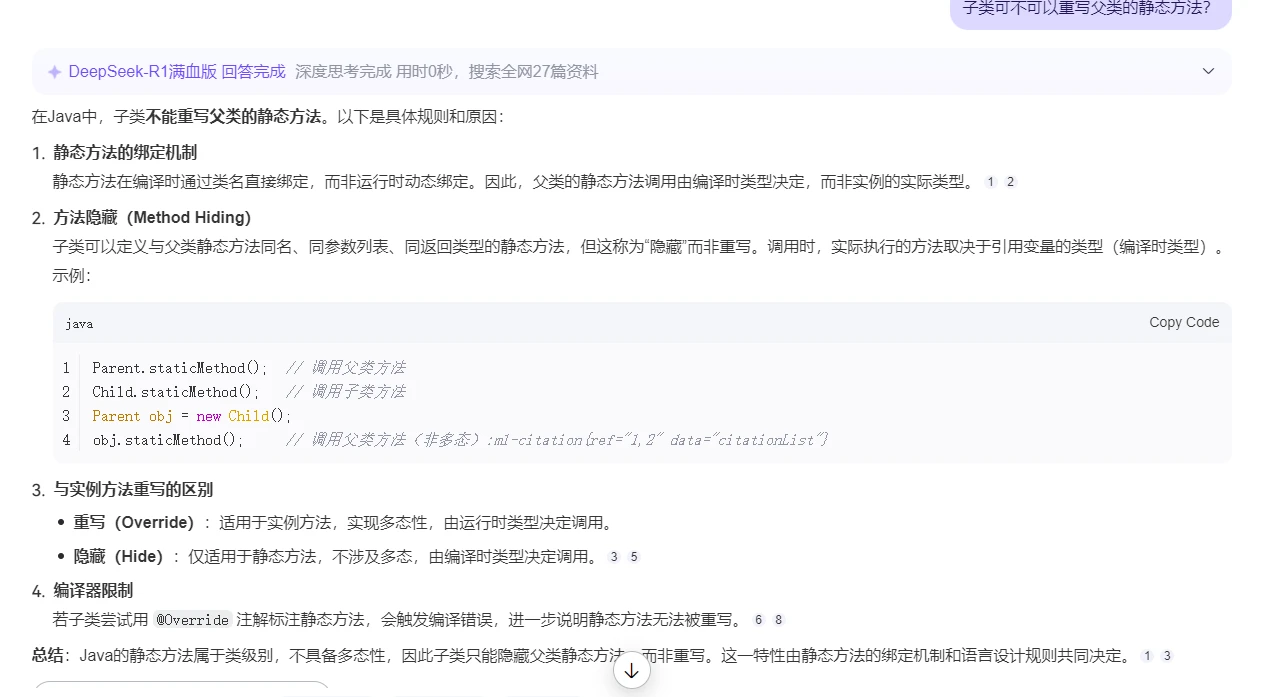 子类可不可以重写父类的静态方法？
DeepSeek-R1满血版 回答完成 深度思考完成 用时0秒，搜索全网27篇资料
在Java中，子类不能重写父类的静态方法。以下是具体规则和原因：
1. 静态方法的绑定机制
静态方法在编译时通过类名直接绑定，而非运行时动态绑定。因此，父类的静态方法调用由编译时类型决定，而非实例的实际类型。 1 2
2. 方法隐藏（Method Hiding）
子类可以定义与父类静态方法同名、同参数列表、同返回类型的静态方法，但这称为“隐藏”而非重写。调用时，实际执行的方法取决于引用变量的类型（编译时类型）。
示例：
java Copy Code
1 Parent.staticMethod(); // 调用父类方法
2 Child.staticMethod(); // 调用子类方法
3 Parent obj = new Child();
4 obj.staticMethod(); // 调用父类方法（非多态）:ml-citation{ref="1,2" data="citationList"}
3. 与实例方法重写的区别
• 重写（Override）：适用于实例方法，实现多态性，由运行时类型决定调用。
• 隐藏（Hide）：仅适用于静态方法，不涉及多态，由编译时类型决定调用。 3 5
4. 编译器限制
若子类尝试用 @Override 注解标注静态方法，会触发编译错误，进一步说明静态方法无法被重写。 6 8
总结：Java的静态方法属于类级别，不具备多态性，因此子类只能隐藏父类静态方法 而非重写。这一特性由静态方法的绑定机制和语言设计规则共同决定。 1 3